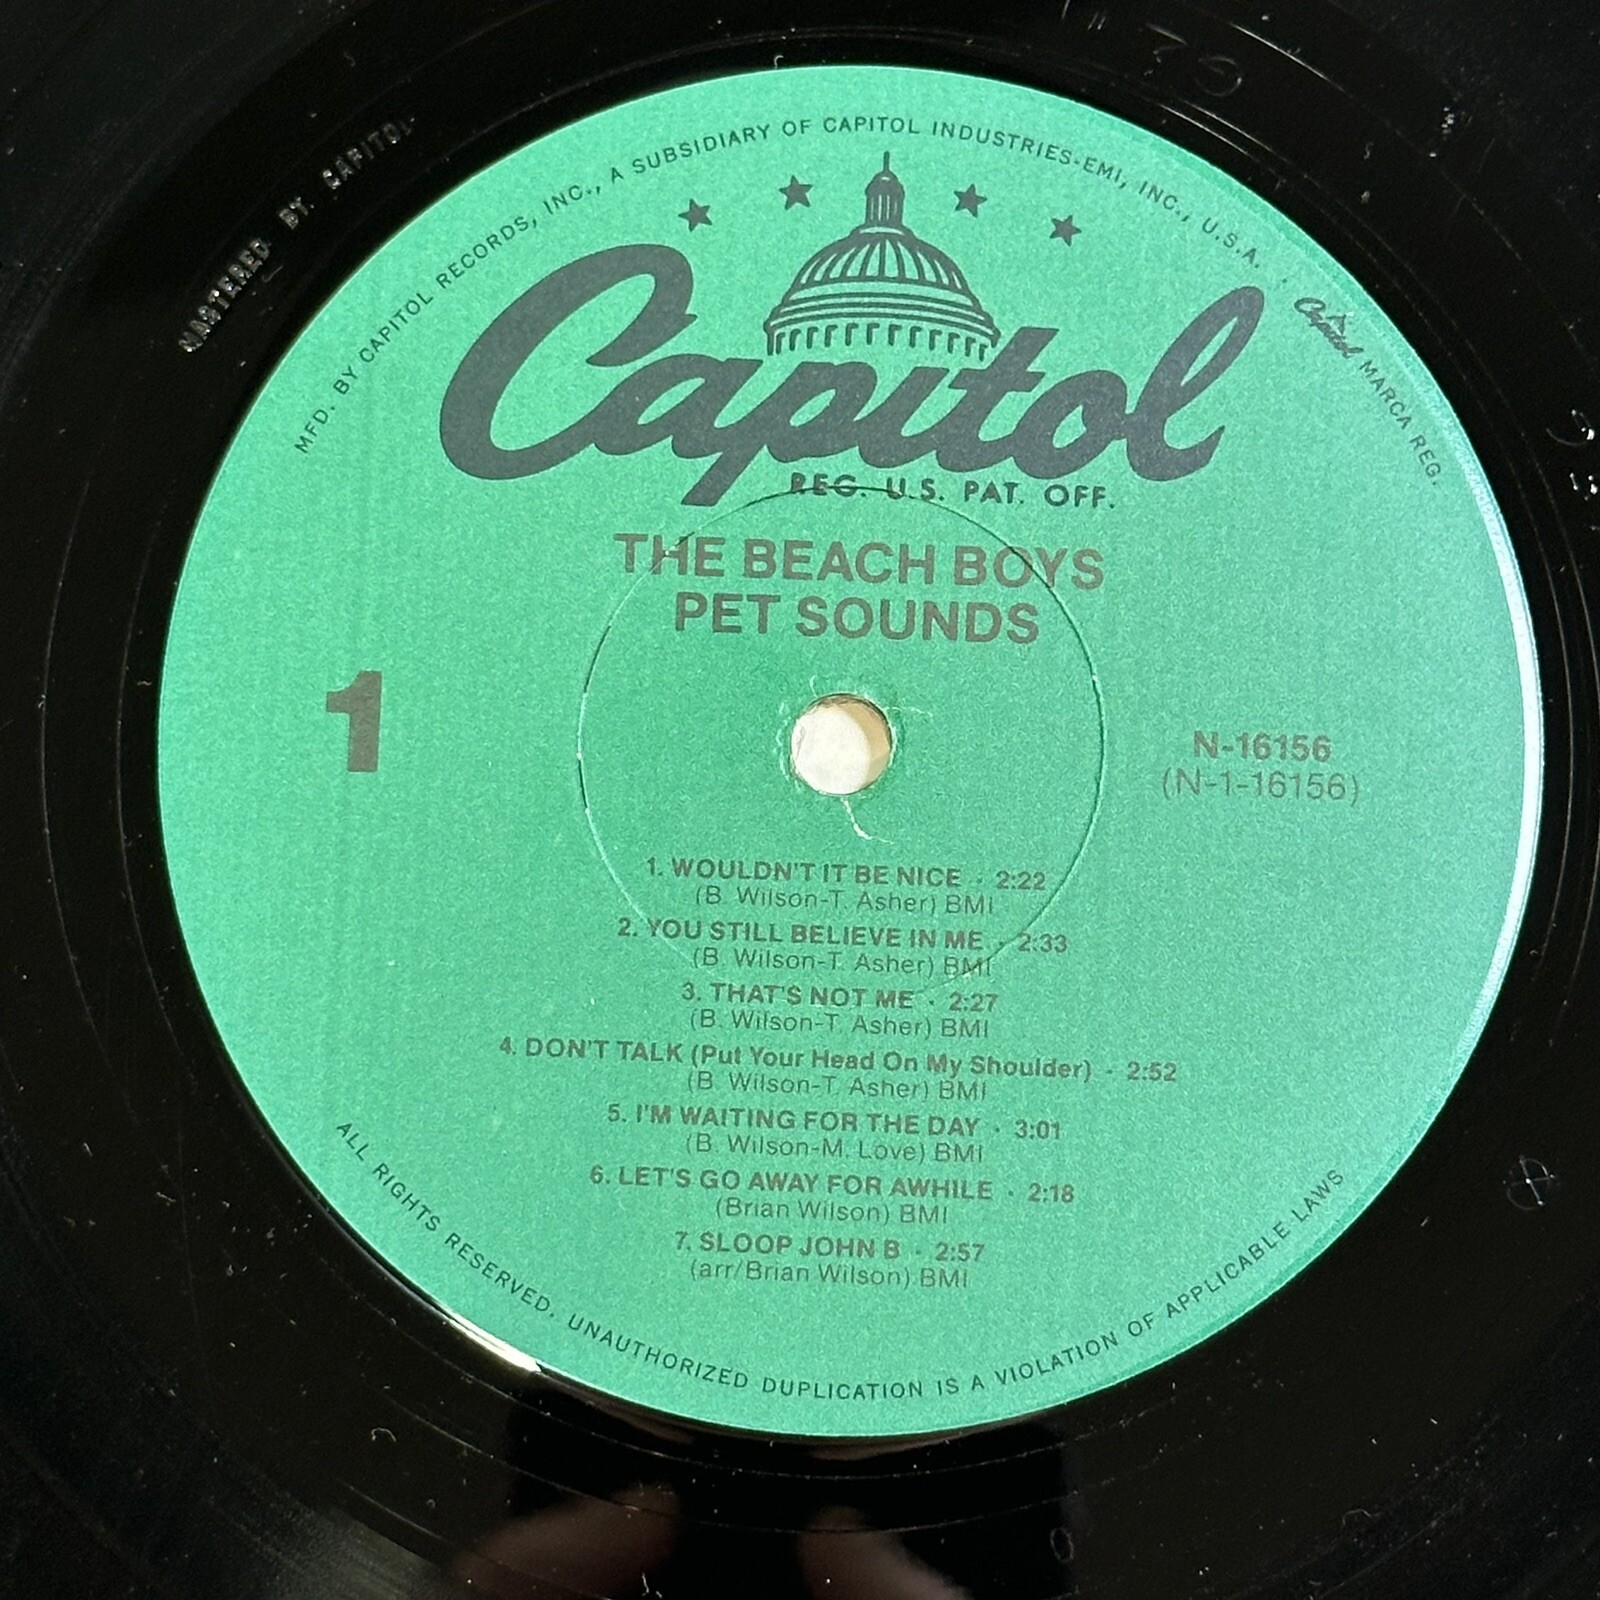 MASTERED BY. CAPITOL
MFD. BY CAPITOL RECORDS, INC., A SUBSIDIARY OF CAPITOL INDUSTRIES-EMI, INC., U.S.A. · Capitol MARCA REG.
Capitol
REG. U.S. PAT. OFF.
THE BEACH BOYS
PET SOUNDS
1
N-16156
(N-1-16156)
1. WOULDN'T IT BE NICE · 2:22
(B. Wilson-T. Asher) BMI
2. YOU STILL BELIEVE IN ME · 2:33
(B. Wilson-T. Asher) BMI
3. THAT'S NOT ME · 2:27
(B. Wilson-T. Asher) BMI
4. DON'T TALK (Put Your Head On My Shoulder) · 2:52
(B. Wilson-T. Asher) BMI
5. I'M WAITING FOR THE DAY · 3:01
(B. Wilson-M. Love) BMI
6. LET'S GO AWAY FOR AWHILE · 2:18
(Brian Wilson) BMI
7. SLOOP JOHN B · 2:57
(arr/Brian Wilson) BMI
ALL RIGHTS RESERVED. UNAUTHORIZED DUPLICATION IS A VIOLATION OF APPLICABLE LAWS